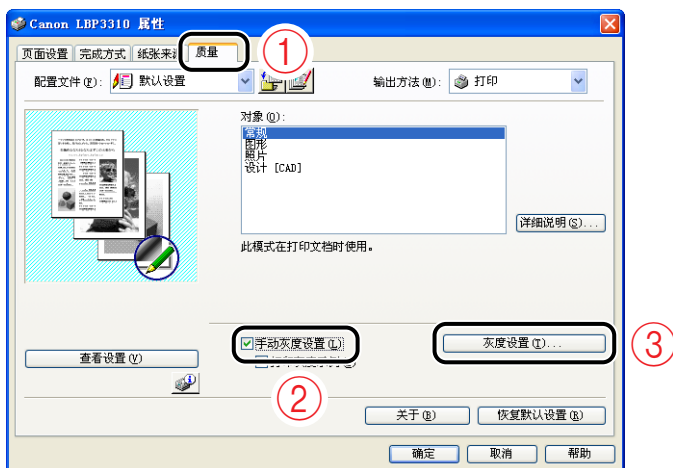 Canon LBP3310 属性
页面设置 完成方式 纸张来 质量
①
配置文件(F): 默认设置
输出方法(M): 打印
对象(O):
常规
图形
照片
设计 [CAD]
详细说明(S)...
此模式在打印文档时使用。
手动灰度设置(L)
灰度设置(T)...
③
查看设置(V)
②
关于(B) 恢复默认设置(R)
确定 取消 帮助